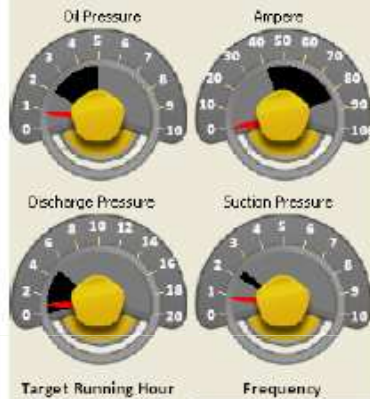 Oil Pressure
0 1 2 3 4 5 6 7 8 9 10
Ampere
0 10 20 30 40 50 60 70 80 90 100
Discharge Pressure
0 2 4 6 8 10 12 14 16 18 20
Suction Pressure
0 1 2 3 4 5 6 7 8 9 10
Target Running Hour
Frequency